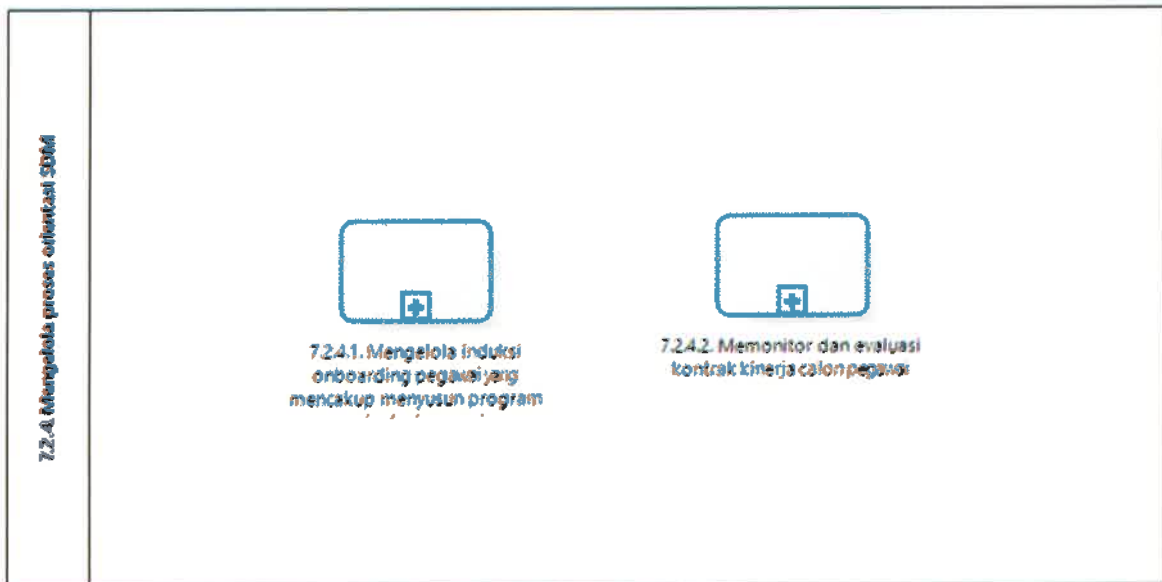 7.2.4. Mengelola proses orientasi SDM
7.2.4.1. Mengelola induksi
onboarding pegawai yang
mencakup menyusun program
7.2.4.2. Memonitor dan evaluasi
kontrak kinerja calon pegawai